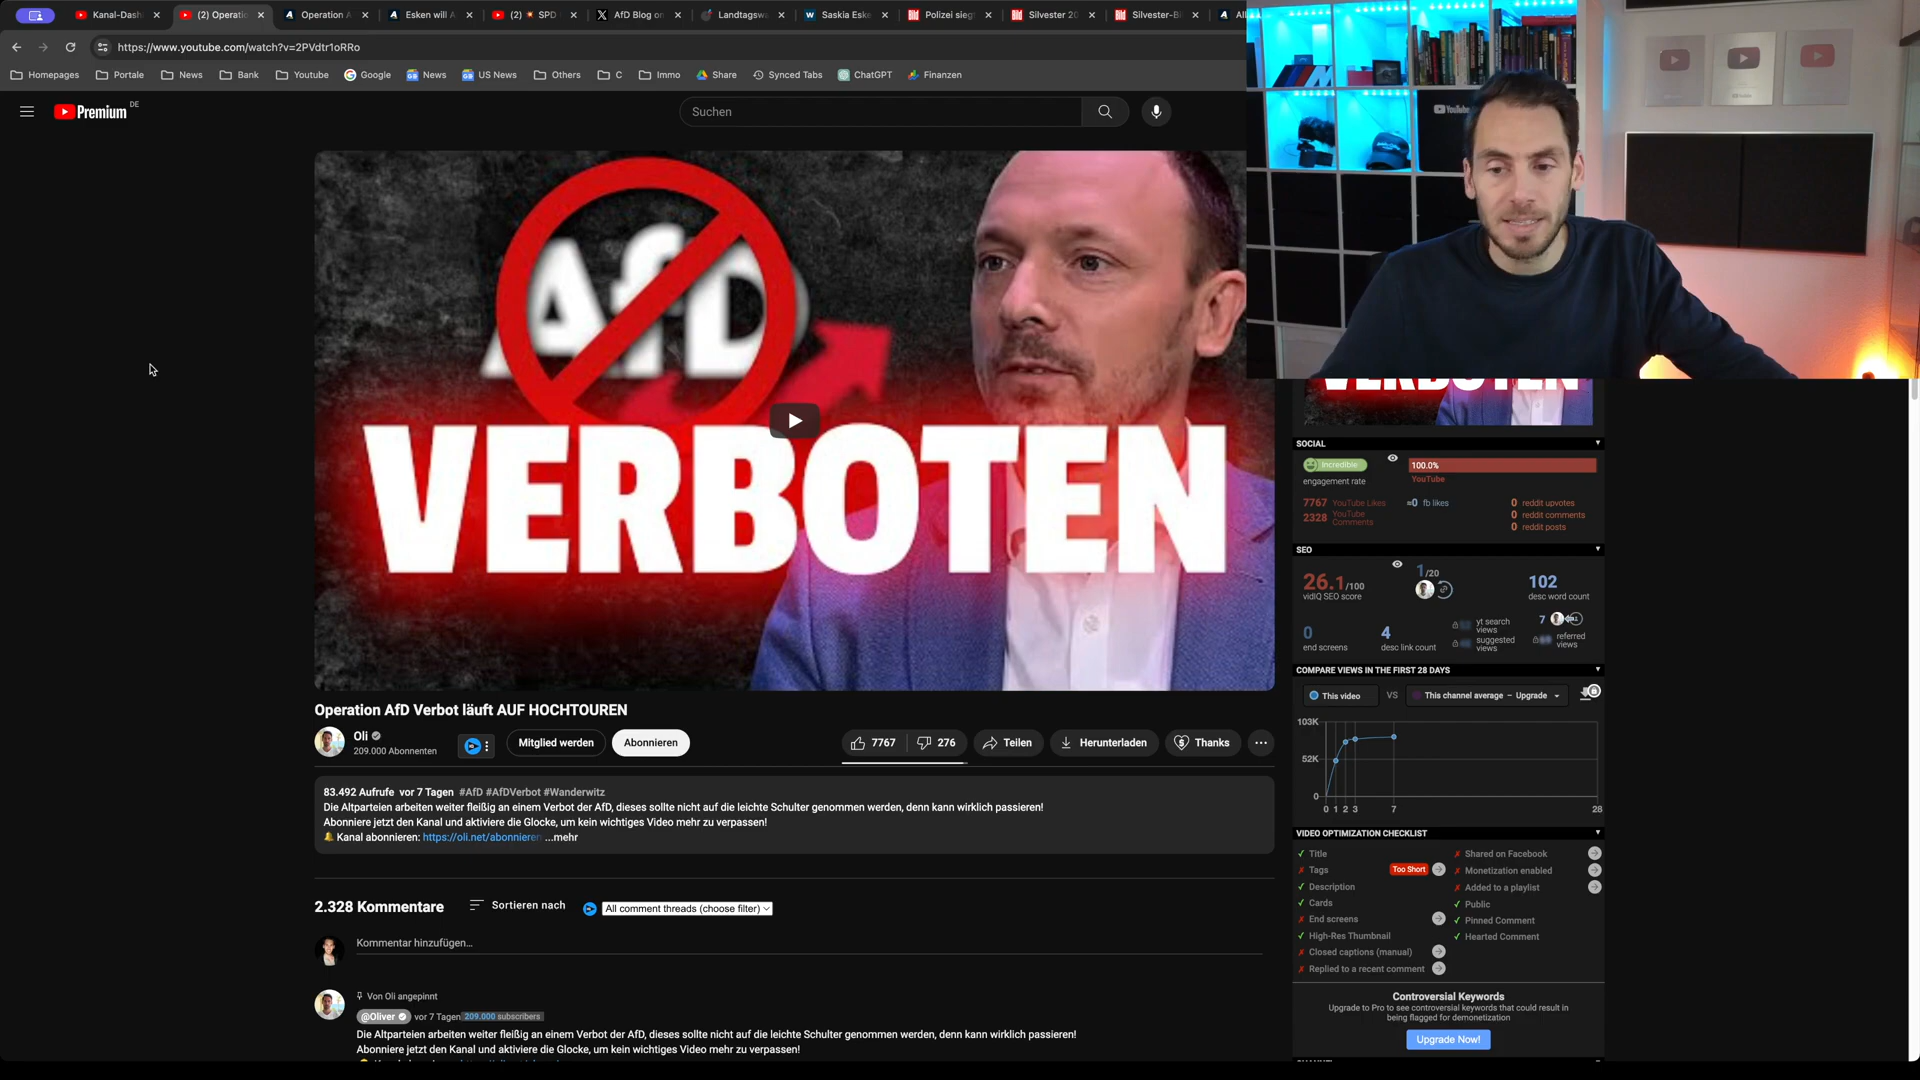 Kanal-Dash
(2) Operatio
Operation A
Esken will A
(2) SPD
AfD Blog on
Landtagswa
Saskia Eske
Polizei sieg
Silvester 20
Silvester-Bi
https://www.youtube.com/watch?v=2PVdtr1oRRo
Homepages
Portale
News
Bank
Youtube
Google
News
US News
Others
C
Immo
Share
Synced Tabs
ChatGPT
Finanzen
Premium DE
Suchen
YouTube
AfD
VERBOTEN
VERBOTEN
Operation AfD Verbot läuft AUF HOCHTOUREN
Oli
209.000 Abonnenten
Mitglied werden
Abonnieren
7767
276
Teilen
Herunterladen
Thanks
83.492 Aufrufe vor 7 Tagen #AfD #AfDVerbot #Wanderwitz
Die Altparteien arbeiten weiter fleißig an einem Verbot der AfD, dieses sollte nicht auf die leichte Schulter genommen werden, denn kann wirklich passieren!
Abonniere jetzt den Kanal und aktiviere die Glocke, um kein wichtiges Video mehr zu verpassen!
Kanal abonnieren: https://oli.net/abonnieren ...mehr
2.328 Kommentare
Sortieren nach
All comment threads (choose filter)
Kommentar hinzufügen...
Von Oli angepinnt
@Oliver vor 7 Tagen 209.000 subscribers
Die Altparteien arbeiten weiter fleißig an einem Verbot der AfD, dieses sollte nicht auf die leichte Schulter genommen werden, denn kann wirklich passieren!
Abonniere jetzt den Kanal und aktiviere die Glocke, um kein wichtiges Video mehr zu verpassen!
SOCIAL
Incredible
engagement rate
100.0%
YouTube
7767 YouTube Likes
2328 YouTube Comments
≈0 fb likes
0 reddit upvotes
0 reddit comments
0 reddit posts
SEO
26.1/100
vidIQ SEO score
1/20
102
desc word count
0
end screens
4
desc link count
yt search views
suggested views
7
referred views
COMPARE VIEWS IN THE FIRST 28 DAYS
This video
VS
This channel average – Upgrade
103K
52K
0
0 1 2 3 7 28
VIDEO OPTIMIZATION CHECKLIST
Title
Tags
Too Short
Description
Cards
End screens
High-Res Thumbnail
Closed captions (manual)
Replied to a recent comment
Shared on Facebook
Monetization enabled
Added to a playlist
Public
Pinned Comment
Hearted Comment
Controversial Keywords
Upgrade to Pro to see controversial keywords that could result in
being flagged for demonetization
Upgrade Now!